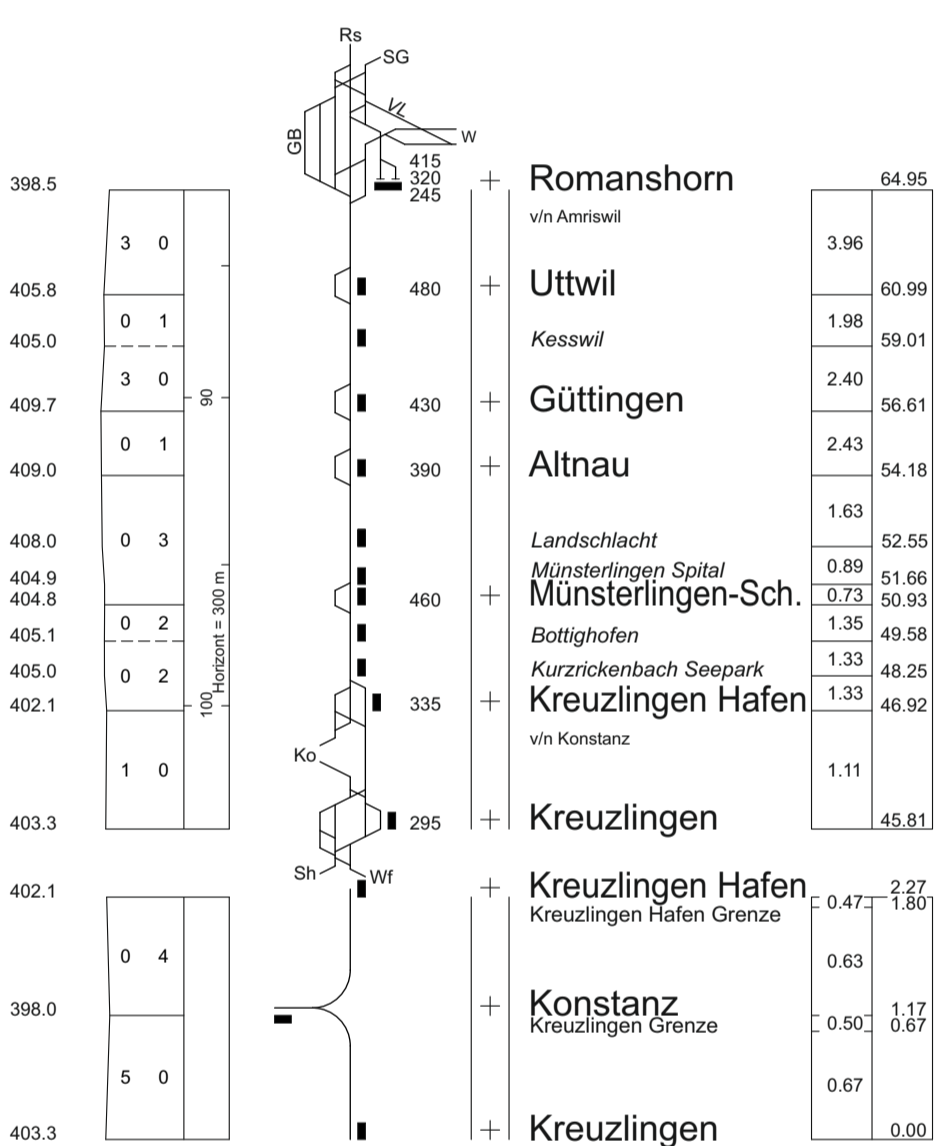 Rs
SG
VL
GB
W
415
320
398.5 245 Romanshorn 64.95
v/n Amriswil
3 0 3.96
405.8 480 Uttwil 60.99
0 1 1.98
405.0 Kesswil 59.01
3 0 2.40
409.7 90 430 Güttingen 56.61
0 1 2.43
409.0 390 Altnau 54.18
1.63
408.0 0 3 Landschlacht 52.55
0.89
404.9 Münsterlingen Spital 51.66
404.8 460 Münsterlingen-Sch. 0.73 50.93
0 2 1.35
405.1 Bottighofen 49.58
Horizont = 300 m
1.33
405.0 0 2 Kurzrickenbach Seepark 48.25
402.1 100 335 Kreuzlingen Hafen 1.33 46.92
v/n Konstanz
Ko
1 0 1.11
403.3 295 Kreuzlingen 45.81
Sh Wf
402.1 Kreuzlingen Hafen 2.27
Kreuzlingen Hafen Grenze 0.47 1.80
0 4 0.63
398.0 Konstanz 1.17
Kreuzlingen Grenze 0.50 0.67
5 0 0.67
403.3 Kreuzlingen 0.00